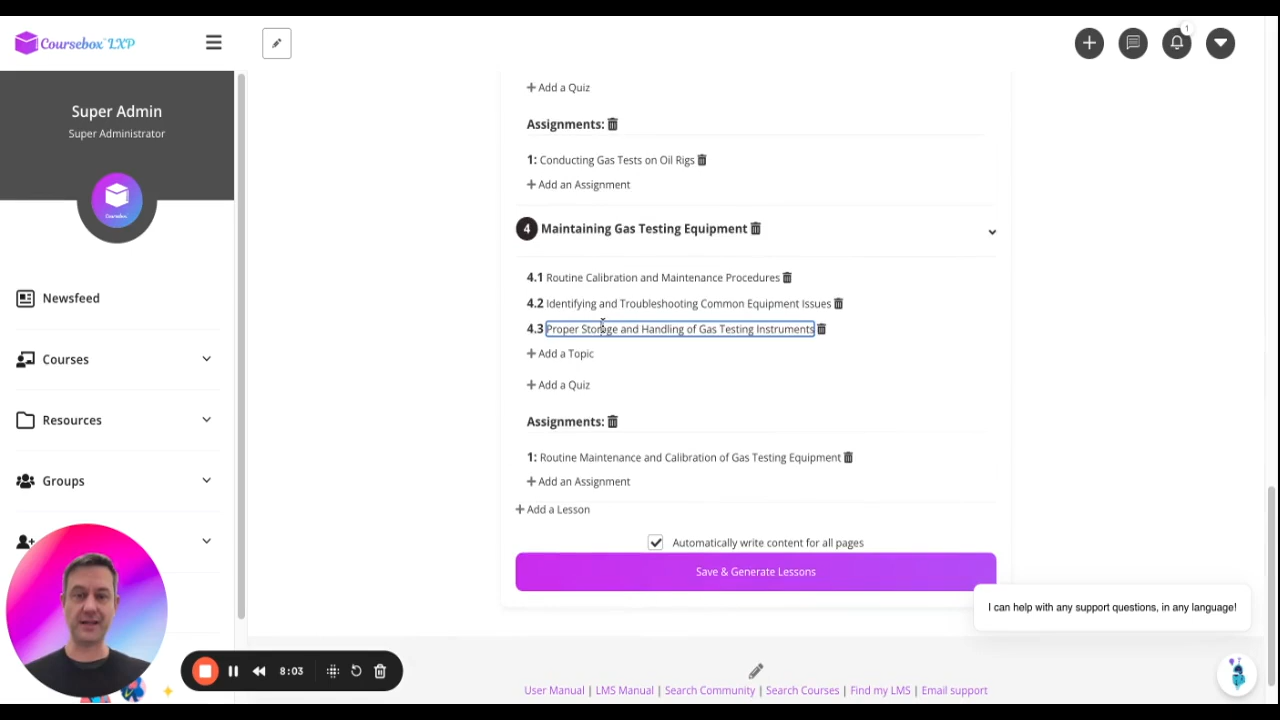 Coursebox™ LXP
1
Super Admin
Super Administrator
Coursebox
Newsfeed
Courses
Resources
Groups
+ Add a Quiz
Assignments:
1: Conducting Gas Tests on Oil Rigs
+ Add an Assignment
4 Maintaining Gas Testing Equipment
4.1 Routine Calibration and Maintenance Procedures
4.2 Identifying and Troubleshooting Common Equipment Issues
4.3 Proper Storage and Handling of Gas Testing Instruments
+ Add a Topic
+ Add a Quiz
Assignments:
1: Routine Maintenance and Calibration of Gas Testing Equipment
+ Add an Assignment
+ Add a Lesson
Automatically write content for all pages
Save & Generate Lessons
I can help with any support questions, in any language!
8:03
User Manual | LMS Manual | Search Community | Search Courses | Find my LMS | Email support